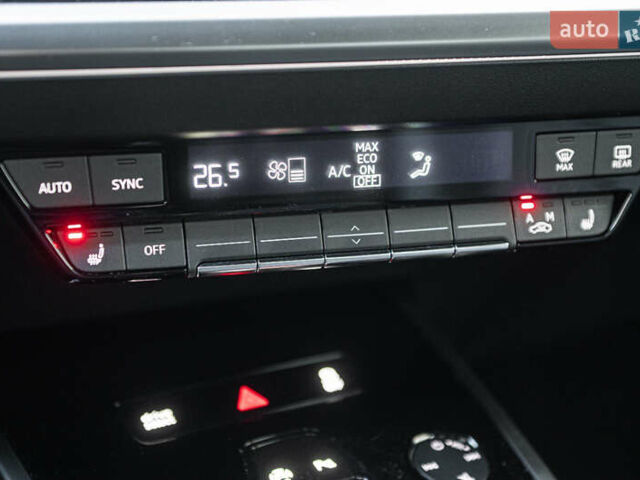 auto
R
MAX
ECO
26.5
A/C
ON
OFF
AUTO
SYNC
MAX
REAR
OFF
A
M